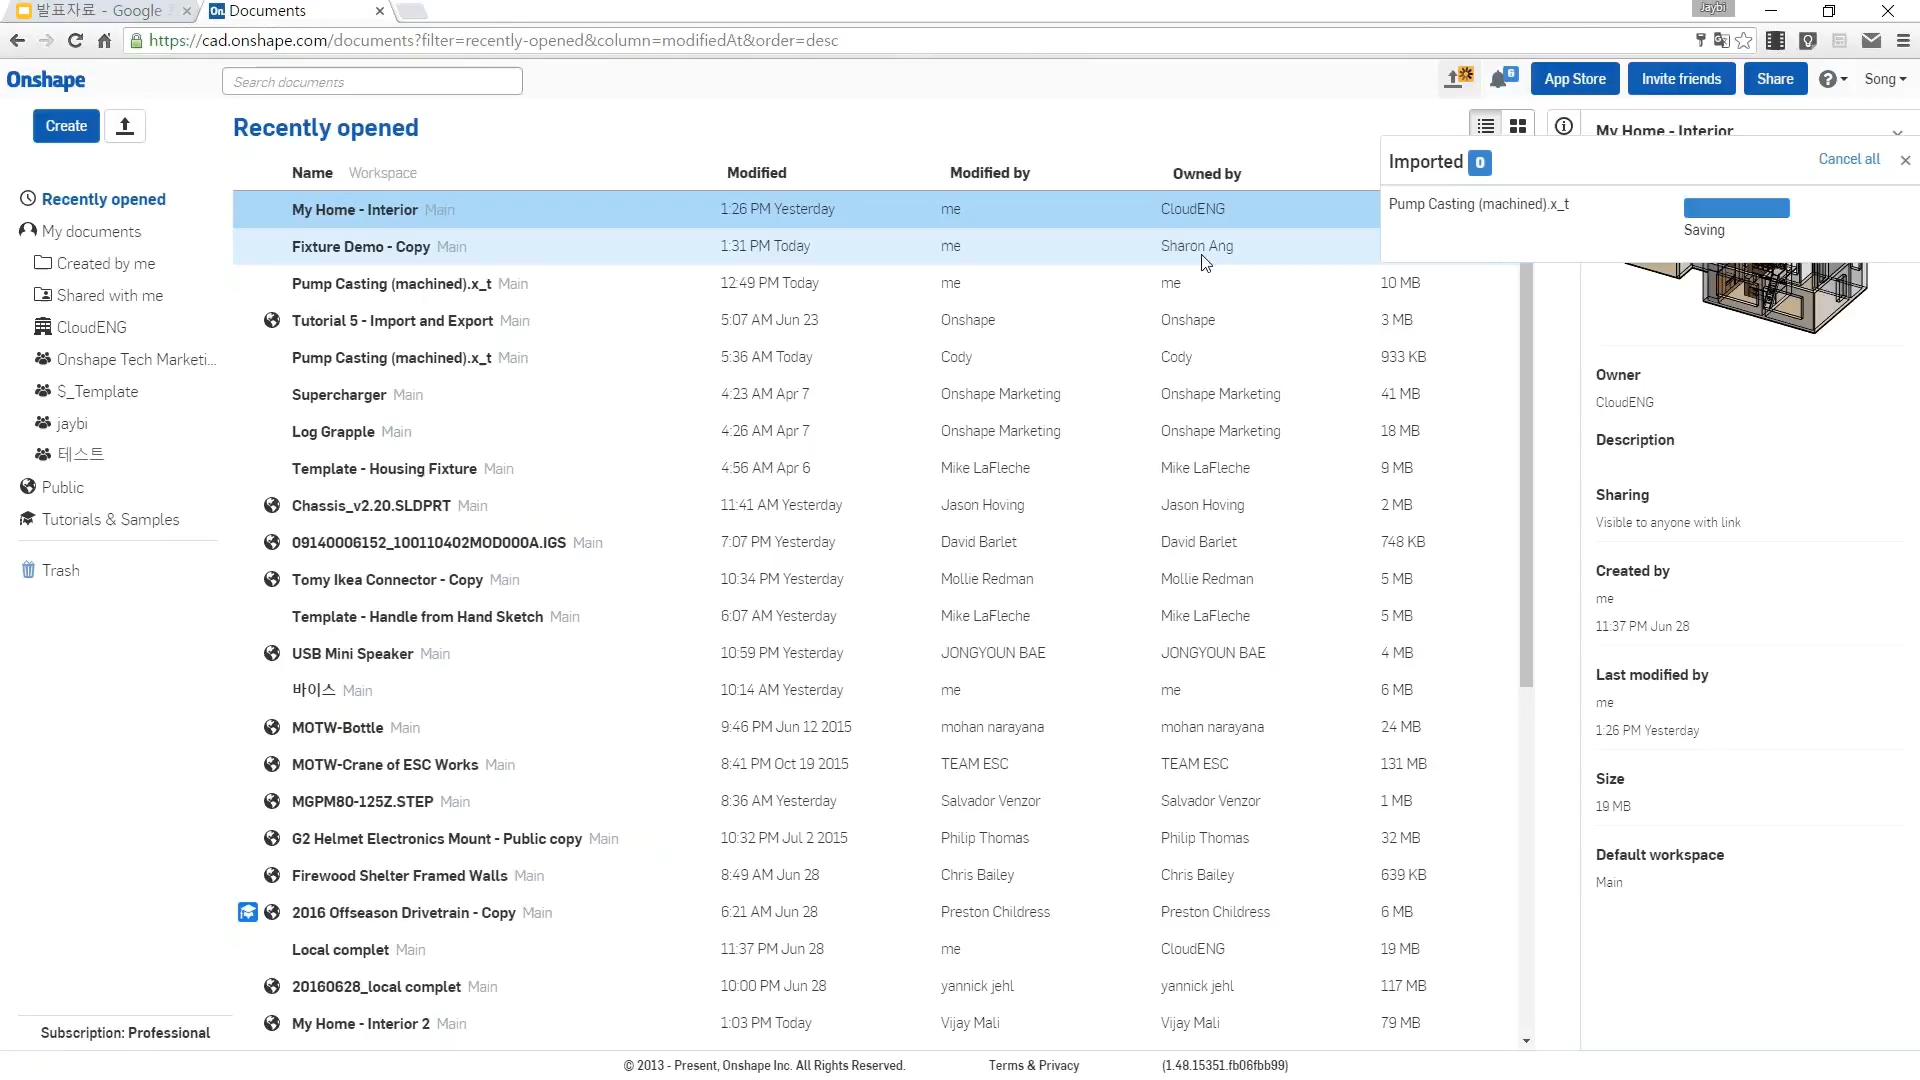 발표자료 - Google
Documents
Jaybi
https://cad.onshape.com/documents?filter=recently-opened&column=modifiedAt&order=desc
Onshape
Search documents
6
App Store
Invite friends
Share
Song
Create
Recently opened
My Home - Interior
Imported 0
Cancel all
Pump Casting (machined).x_t
Saving
Recently opened
My documents
Created by me
Shared with me
CloudENG
Onshape Tech Marketi...
$_Template
jaybi
테스트
Public
Tutorials & Samples
Trash
Subscription: Professional
Name Workspace Modified Modified by Owned by
My Home - Interior Main 1:26 PM Yesterday me CloudENG
Fixture Demo - Copy Main 1:31 PM Today me Sharon Ang
Pump Casting (machined).x_t Main 12:49 PM Today me me 10 MB
Tutorial 5 - Import and Export Main 5:07 AM Jun 23 Onshape Onshape 3 MB
Pump Casting (machined).x_t Main 5:36 AM Today Cody Cody 933 KB
Supercharger Main 4:23 AM Apr 7 Onshape Marketing Onshape Marketing 41 MB
Log Grapple Main 4:26 AM Apr 7 Onshape Marketing Onshape Marketing 18 MB
Template - Housing Fixture Main 4:56 AM Apr 6 Mike LaFleche Mike LaFleche 9 MB
Chassis_v2.20.SLDPRT Main 11:41 AM Yesterday Jason Hoving Jason Hoving 2 MB
09140006152_100110402MOD000A.IGS Main 7:07 PM Yesterday David Barlet David Barlet 748 KB
Tomy Ikea Connector - Copy Main 10:34 PM Yesterday Mollie Redman Mollie Redman 5 MB
Template - Handle from Hand Sketch Main 6:07 AM Yesterday Mike LaFleche Mike LaFleche 5 MB
USB Mini Speaker Main 10:59 PM Yesterday JONGYOUN BAE JONGYOUN BAE 4 MB
바이스 Main 10:14 AM Yesterday me me 6 MB
MOTW-Bottle Main 9:46 PM Jun 12 2015 mohan narayana mohan narayana 24 MB
MOTW-Crane of ESC Works Main 8:41 PM Oct 19 2015 TEAM ESC TEAM ESC 131 MB
MGPM80-125Z.STEP Main 8:36 AM Yesterday Salvador Venzor Salvador Venzor 1 MB
G2 Helmet Electronics Mount - Public copy Main 10:32 PM Jul 2 2015 Philip Thomas Philip Thomas 32 MB
Firewood Shelter Framed Walls Main 8:49 AM Jun 28 Chris Bailey Chris Bailey 639 KB
2016 Offseason Drivetrain - Copy Main 6:21 AM Jun 28 Preston Childress Preston Childress 6 MB
Local complet Main 11:37 PM Jun 28 me CloudENG 19 MB
20160628_local complet Main 10:00 PM Jun 28 yannick jehl yannick jehl 117 MB
My Home - Interior 2 Main 1:03 PM Today Vijay Mali Vijay Mali 79 MB
Owner
CloudENG
Description
Sharing
Visible to anyone with link
Created by
me
11:37 PM Jun 28
Last modified by
me
1:26 PM Yesterday
Size
19 MB
Default workspace
Main
© 2013 - Present, Onshape Inc. All Rights Reserved. Terms & Privacy (1.48.15351.fb06fbb99)